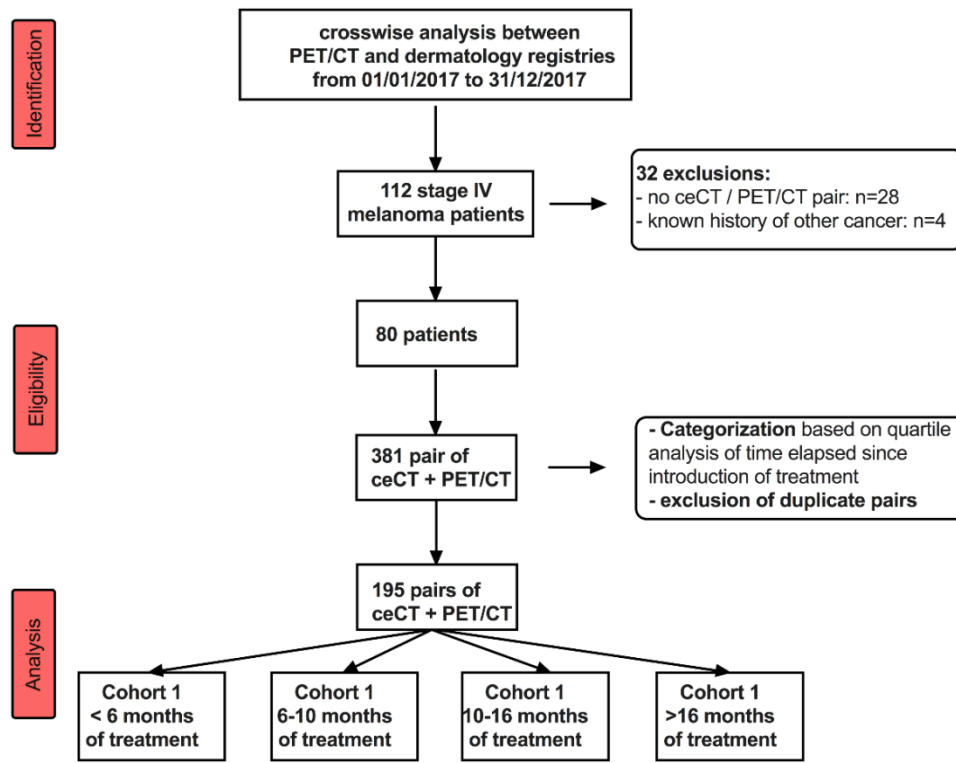 Identification
crosswise analysis between
PET/CT and dermatology registries
from 01/01/2017 to 31/12/2017
112 stage IV
melanoma patients
32 exclusions:
- no ceCT / PET/CT pair: n=28
- known history of other cancer: n=4
Eligibility
80 patients
381 pair of
ceCT + PET/CT
- Categorization based on quartile
analysis of time elapsed since
introduction of treatment
- exclusion of duplicate pairs
Analysis
195 pairs of
ceCT + PET/CT
Cohort 1
< 6 months
of treatment
Cohort 1
6-10 months
of treatment
Cohort 1
10-16 months
of treatment
Cohort 1
>16 months
of treatment